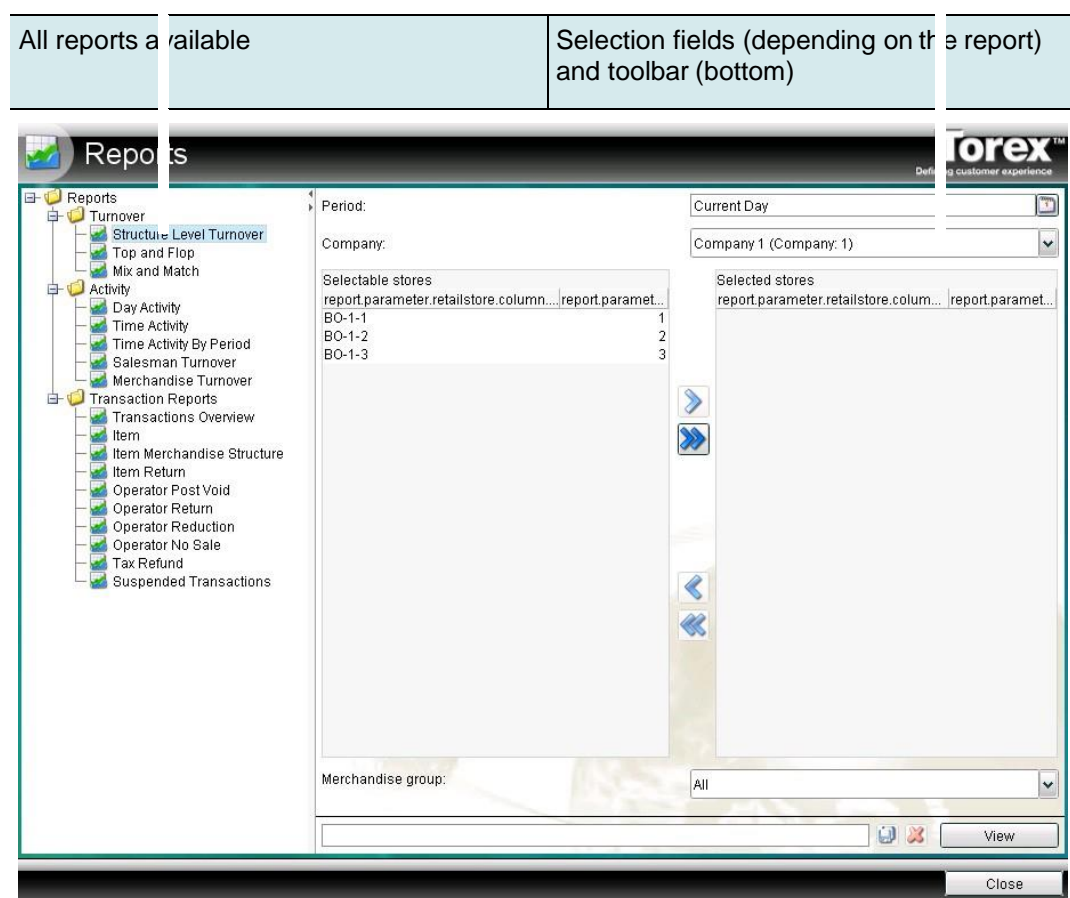 All reports available
Selection fields (depending on the report)
and toolbar (bottom)
Reports
Torex™
Defining customer experience
Reports
Turnover
Structure Level Turnover
Top and Flop
Mix and Match
Activity
Day Activity
Time Activity
Time Activity By Period
Salesman Turnover
Merchandise Turnover
Transaction Reports
Transactions Overview
Item
Item Merchandise Structure
Item Return
Operator Post Void
Operator Return
Operator Reduction
Operator No Sale
Tax Refund
Suspended Transactions
Period: Current Day
Company: Company 1 (Company: 1)
Selectable stores
report.parameter.retailstore.column.... report.paramet...
BO-1-1 1
BO-1-2 2
BO-1-3 3
Selected stores
report.parameter.retailstore.colum... report.paramet...
Merchandise group: All
View
Close